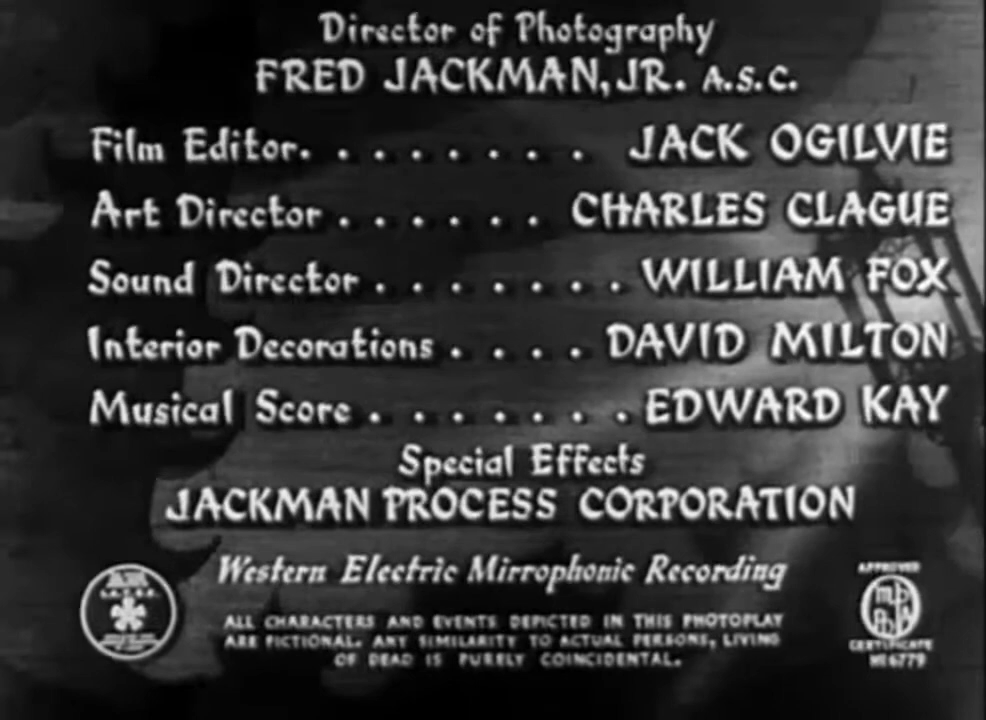 Director of Photography
FRED JACKMAN, JR. A.S.C.
Film Editor. . . . . . . . . JACK OGILVIE
Art Director . . . . . . CHARLES CLAGUE
Sound Director . . . . . . . WILLIAM FOX
Interior Decorations . . . . DAVID MILTON
Musical Score . . . . . . . EDWARD KAY
Special Effects
JACKMAN PROCESS CORPORATION
Western Electric Mirrophonic Recording
ALL CHARACTERS AND EVENTS DEPICTED IN THIS PHOTOPLAY
ARE FICTIONAL. ANY SIMILARITY TO ACTUAL PERSONS, LIVING
OF DEAD IS PURELY COINCIDENTAL.
I.A.T.S.E.
APPROVED
CERTIFICATE
Nº 6779